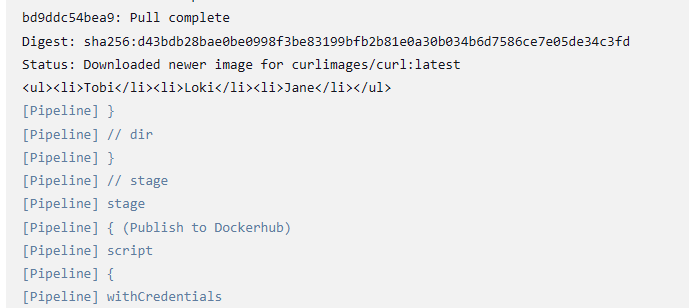 bd9ddc54bea9: Pull complete
Digest: sha256:d43bdb28bae0be0998f3be83199bfb2b81e0a30b034b6d7586ce7e05de34c3fd
Status: Downloaded newer image for curlimages/curl:latest
<ul><li>Tobi</li><li>Loki</li><li>Jane</li></ul>
[Pipeline] }
[Pipeline] // dir
[Pipeline] }
[Pipeline] // stage
[Pipeline] stage
[Pipeline] { (Publish to Dockerhub)
[Pipeline] script
[Pipeline] {
[Pipeline] withCredentials